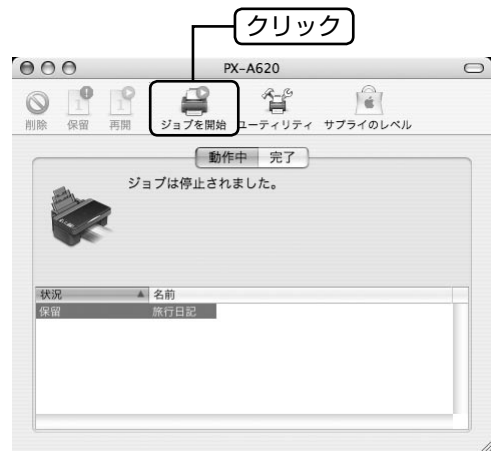 クリック
PX-A620
削除 保留 再開 ジョブを開始 ユーティリティ サプライのレベル
動作中 完了
ジョブは停止されました。
状況 名前
保留 旅行日記